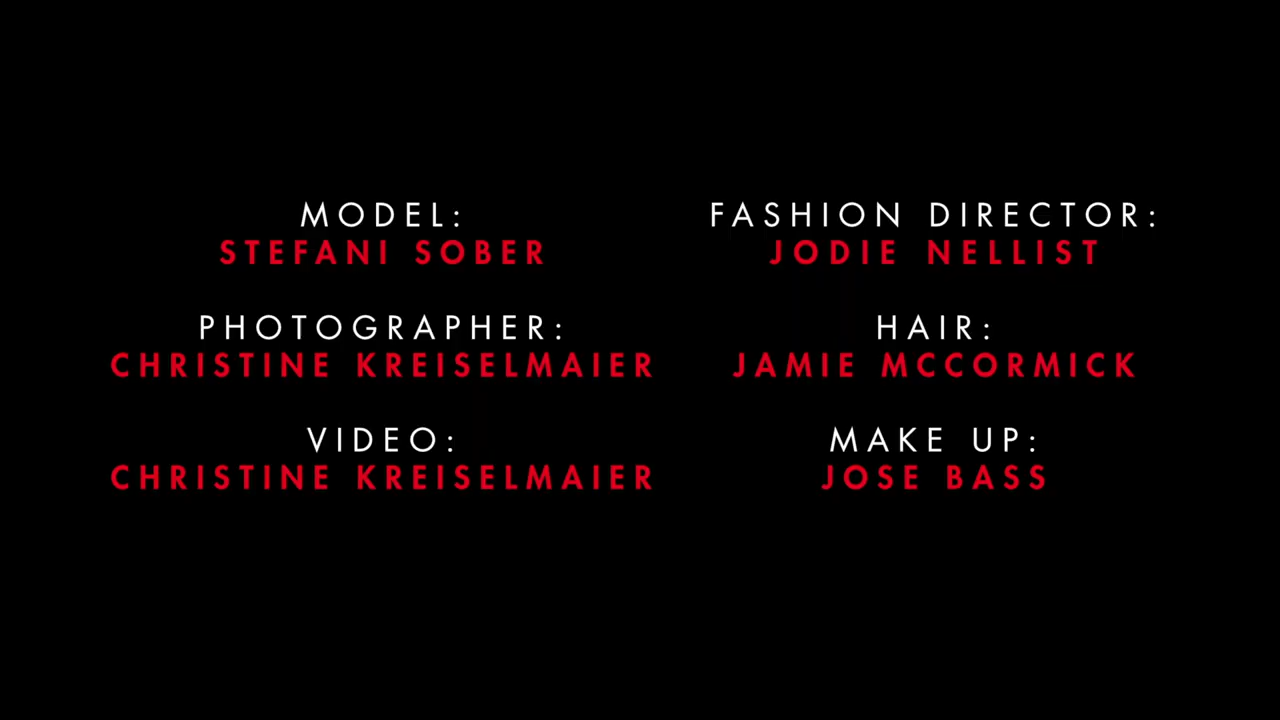 MODEL:
STEFANI SOBER
PHOTOGRAPHER:
CHRISTINE KREISELMAIER
VIDEO:
CHRISTINE KREISELMAIER
FASHION DIRECTOR:
JODIE NELLIST
HAIR:
JAMIE MCCORMICK
MAKE UP:
JOSE BASS